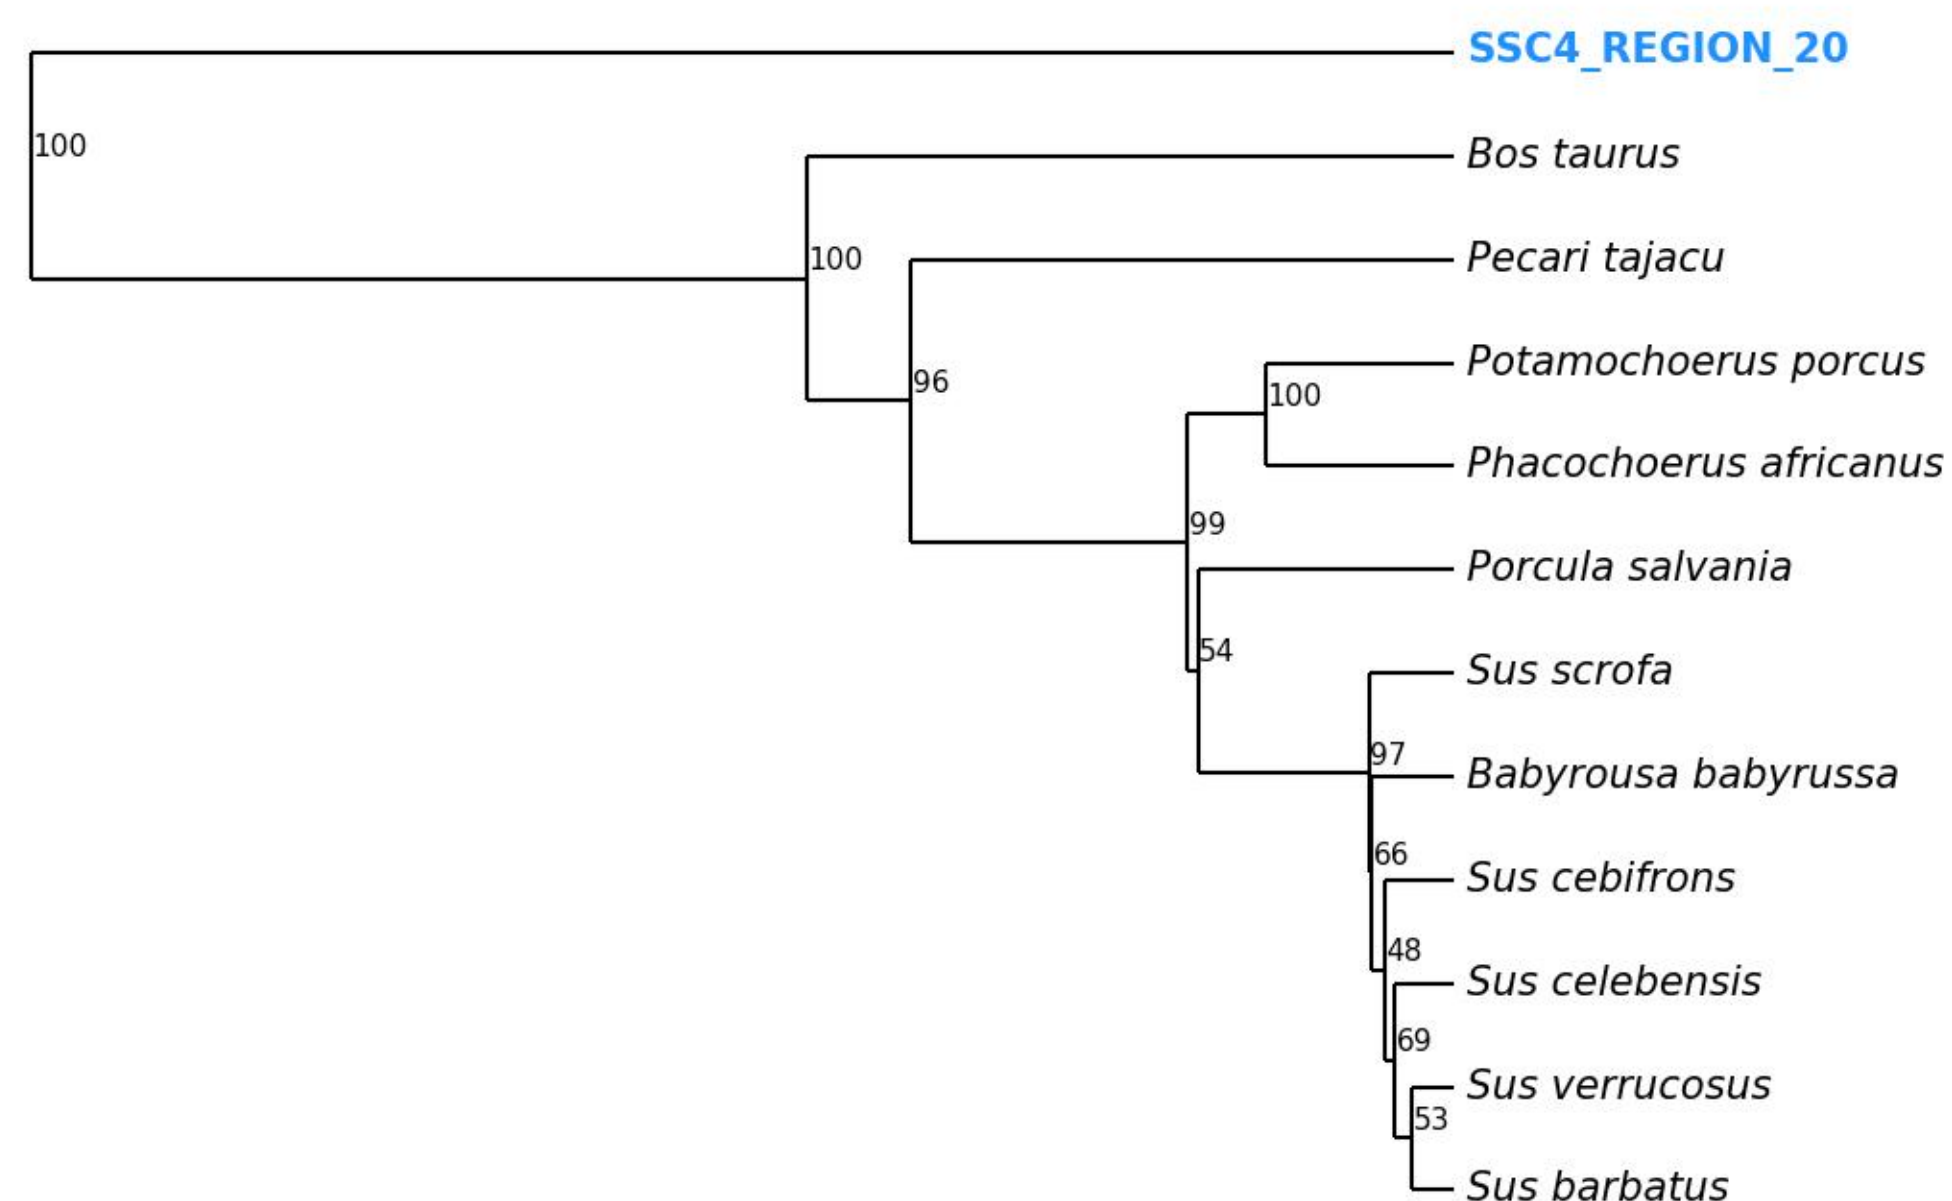 SSC4_REGION_20
100
Bos taurus
Pecari tajacu
100
Potamochoerus porcus
96
100
Phacochoerus africanus
99
Porcula salvania
54
Sus scrofa
97
Babyrousa babyrussa
66
Sus cebifrons
48
Sus celebensis
69
Sus verrucosus
53
Sus barbatus